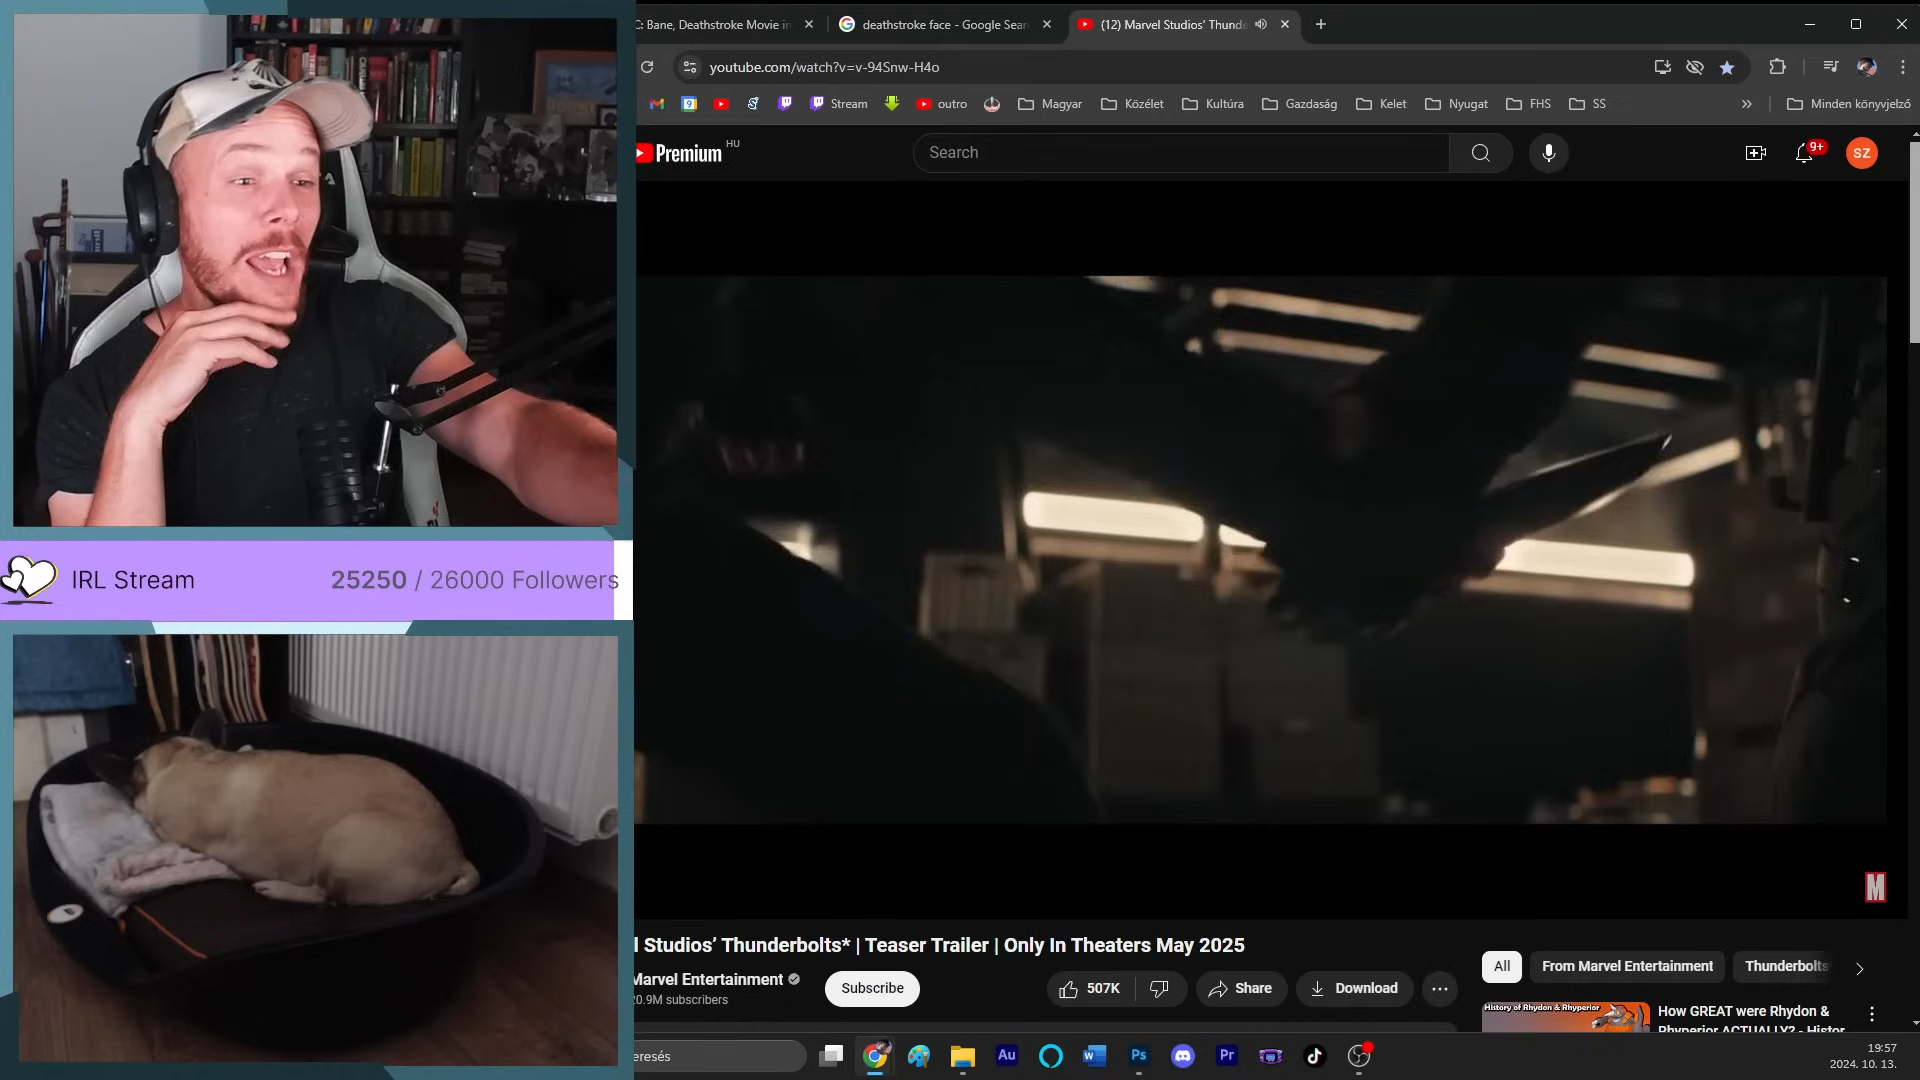 C: Bane, Deathstroke Movie in
deathstroke face - Google Sear
(12) Marvel Studios' Thunde
youtube.com/watch?v=v-94Snw-H4o
Stream
outro
Magyar
Közélet
Kultúra
Gazdaság
Kelet
Nyugat
FHS
SS
Minden könyvjelző
Premium HU
Search
9+
SZ
IRL Stream 25250 / 26000 Followers
M
l Studios' Thunderbolts* | Teaser Trailer | Only In Theaters May 2025
Marvel Entertainment
20.9M subscribers
Subscribe
507K
Share
Download
All
From Marvel Entertainment
Thunderbolts
History of Rhydon & Rhyperior
How GREAT were Rhydon &
Rhyperior ACTUALLY? - Histor
eresés
Au
Pr
Ps
19:57
2024. 10. 13.